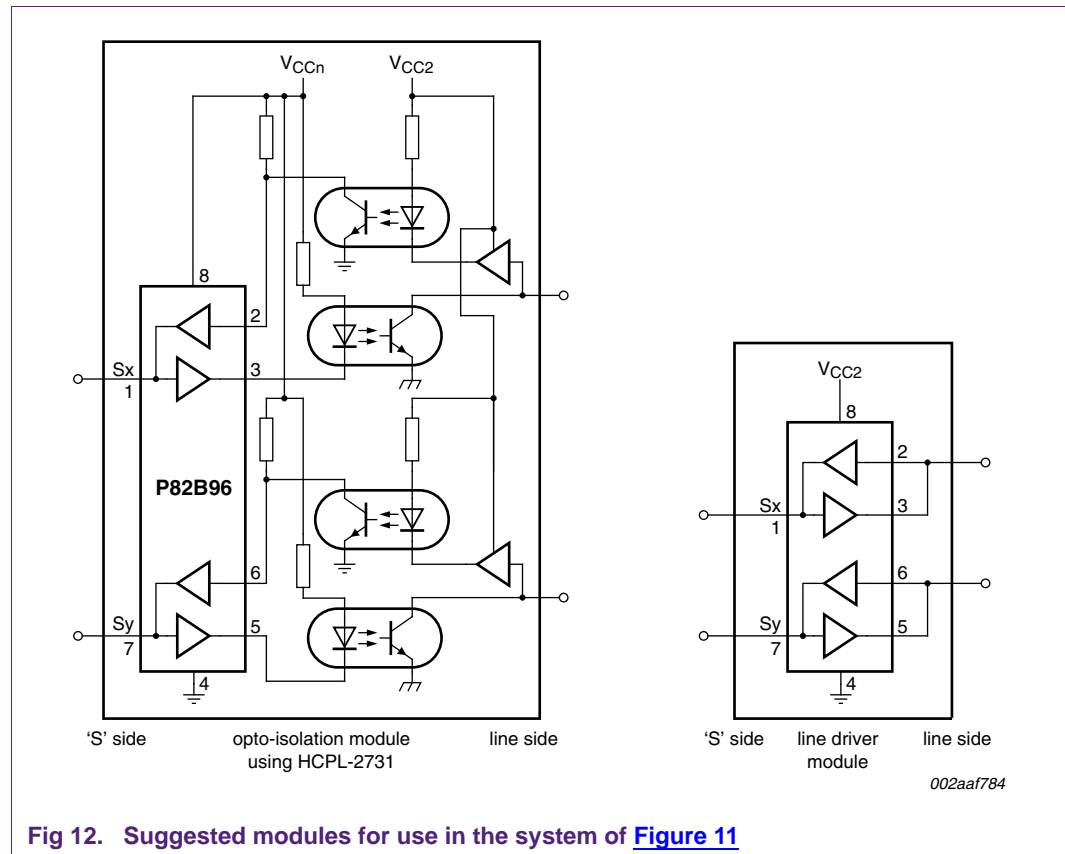 VCCn
VCC2
8
2
Sx
3
1
P82B96
6
Sy
5
7
4
'S' side
opto-isolation module
using HCPL-2731
line side
VCC2
8
2
Sx
3
1
6
Sy
5
7
4
'S' side
line driver
module
line side
002aaf784
Fig 12. Suggested modules for use in the system of Figure 11